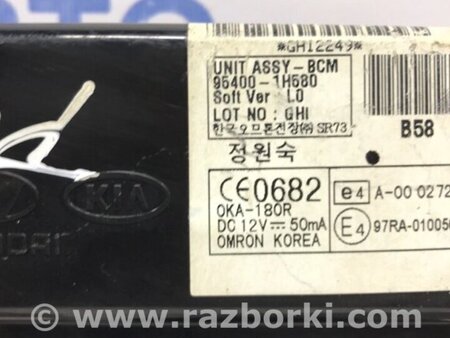 *GHI2249*
UNIT ASSY-BCM
95400-1H580
Soft Ver : L0
LOT NO : GHI
한국오므론전장㈜ SIR73
B58
정원숙
CE0682
OKA-180R
DC 12V 50mA
OMRON KOREA
e4 A-00 0272
E4 97RA-01005
KIA
© www.razborki.com